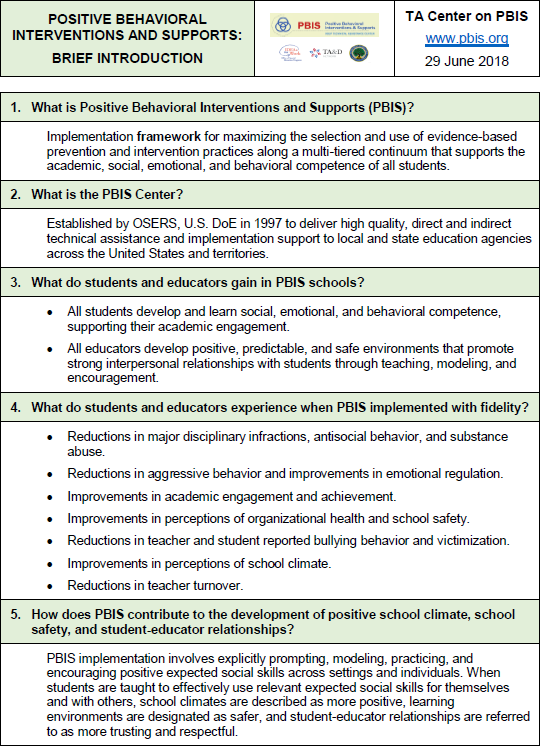 POSITIVE BEHAVIORAL
INTERVENTIONS AND SUPPORTS:
BRIEF INTRODUCTION
PBIS
Positive Behavioral
Interventions & Supports
TA&D
TA Center on PBIS
www.pbis.org
29 June 2018
1. What is Positive Behavioral Interventions and Supports (PBIS)?
Implementation framework for maximizing the selection and use of evidence-based
prevention and intervention practices along a multi-tiered continuum that supports the
academic, social, emotional, and behavioral competence of all students.
2. What is the PBIS Center?
Established by OSERS, U.S. DoE in 1997 to deliver high quality, direct and indirect
technical assistance and implementation support to local and state education agencies
across the United States and territories.
3. What do students and educators gain in PBIS schools?
• All students develop and learn social, emotional, and behavioral competence,
supporting their academic engagement.
• All educators develop positive, predictable, and safe environments that promote
strong interpersonal relationships with students through teaching, modeling, and
encouragement.
4. What do students and educators experience when PBIS implemented with fidelity?
• Reductions in major disciplinary infractions, antisocial behavior, and substance
abuse.
• Reductions in aggressive behavior and improvements in emotional regulation.
• Improvements in academic engagement and achievement.
• Improvements in perceptions of organizational health and school safety.
• Reductions in teacher and student reported bullying behavior and victimization.
• Improvements in perceptions of school climate.
• Reductions in teacher turnover.
5. How does PBIS contribute to the development of positive school climate, school
safety, and student-educator relationships?
PBIS implementation involves explicitly prompting, modeling, practicing, and
encouraging positive expected social skills across settings and individuals. When
students are taught to effectively use relevant expected social skills for themselves
and with others, school climates are described as more positive, learning
environments are designated as safer, and student-educator relationships are referred
to as more trusting and respectful.